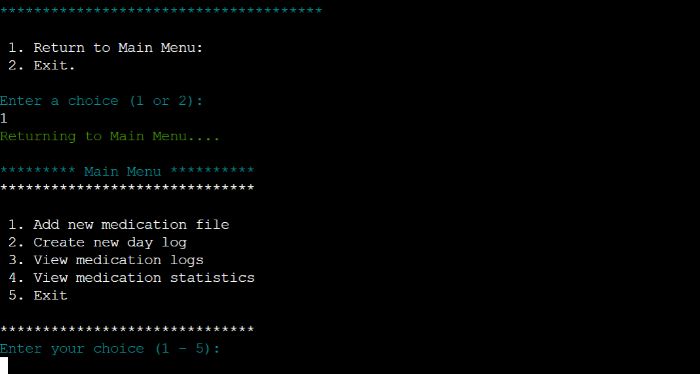 **************************************
1. Return to Main Menu:
2. Exit.
Enter a choice (1 or 2):
1
Returning to Main Menu....
********* Main Menu **********
******************************
1. Add new medication file
2. Create new day log
3. View medication logs
4. View medication statistics
5. Exit
******************************
Enter your choice (1 - 5):